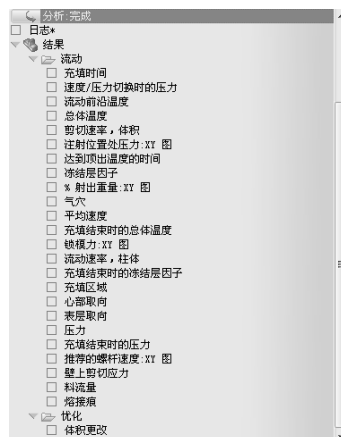 分析:完成
日志*
结果
流动
充填时间
速度/压力切换时的压力
流动前沿温度
总体温度
剪切速率，体积
注射位置处压力:XY 图
达到顶出温度的时间
冻结层因子
% 射出重量:XY 图
气穴
平均速度
充填结束时的总体温度
锁模力:XY 图
流动速率，柱体
充填结束时的冻结层因子
充填区域
心部取向
表层取向
压力
充填结束时的压力
推荐的螺杆速度:XY 图
壁上剪切应力
料流量
熔接痕
优化
体积更改